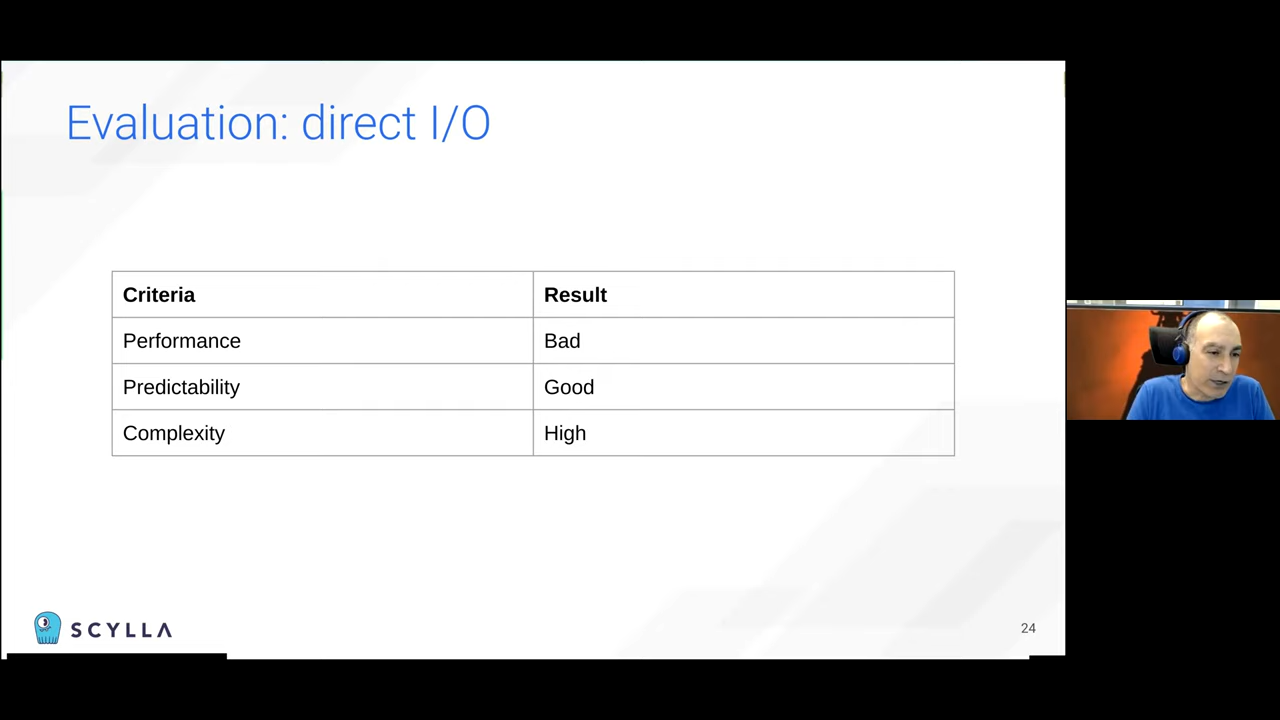 Evaluation: direct I/O
Criteria Result
Performance Bad
Predictability Good
Complexity High
SCYLLA
24